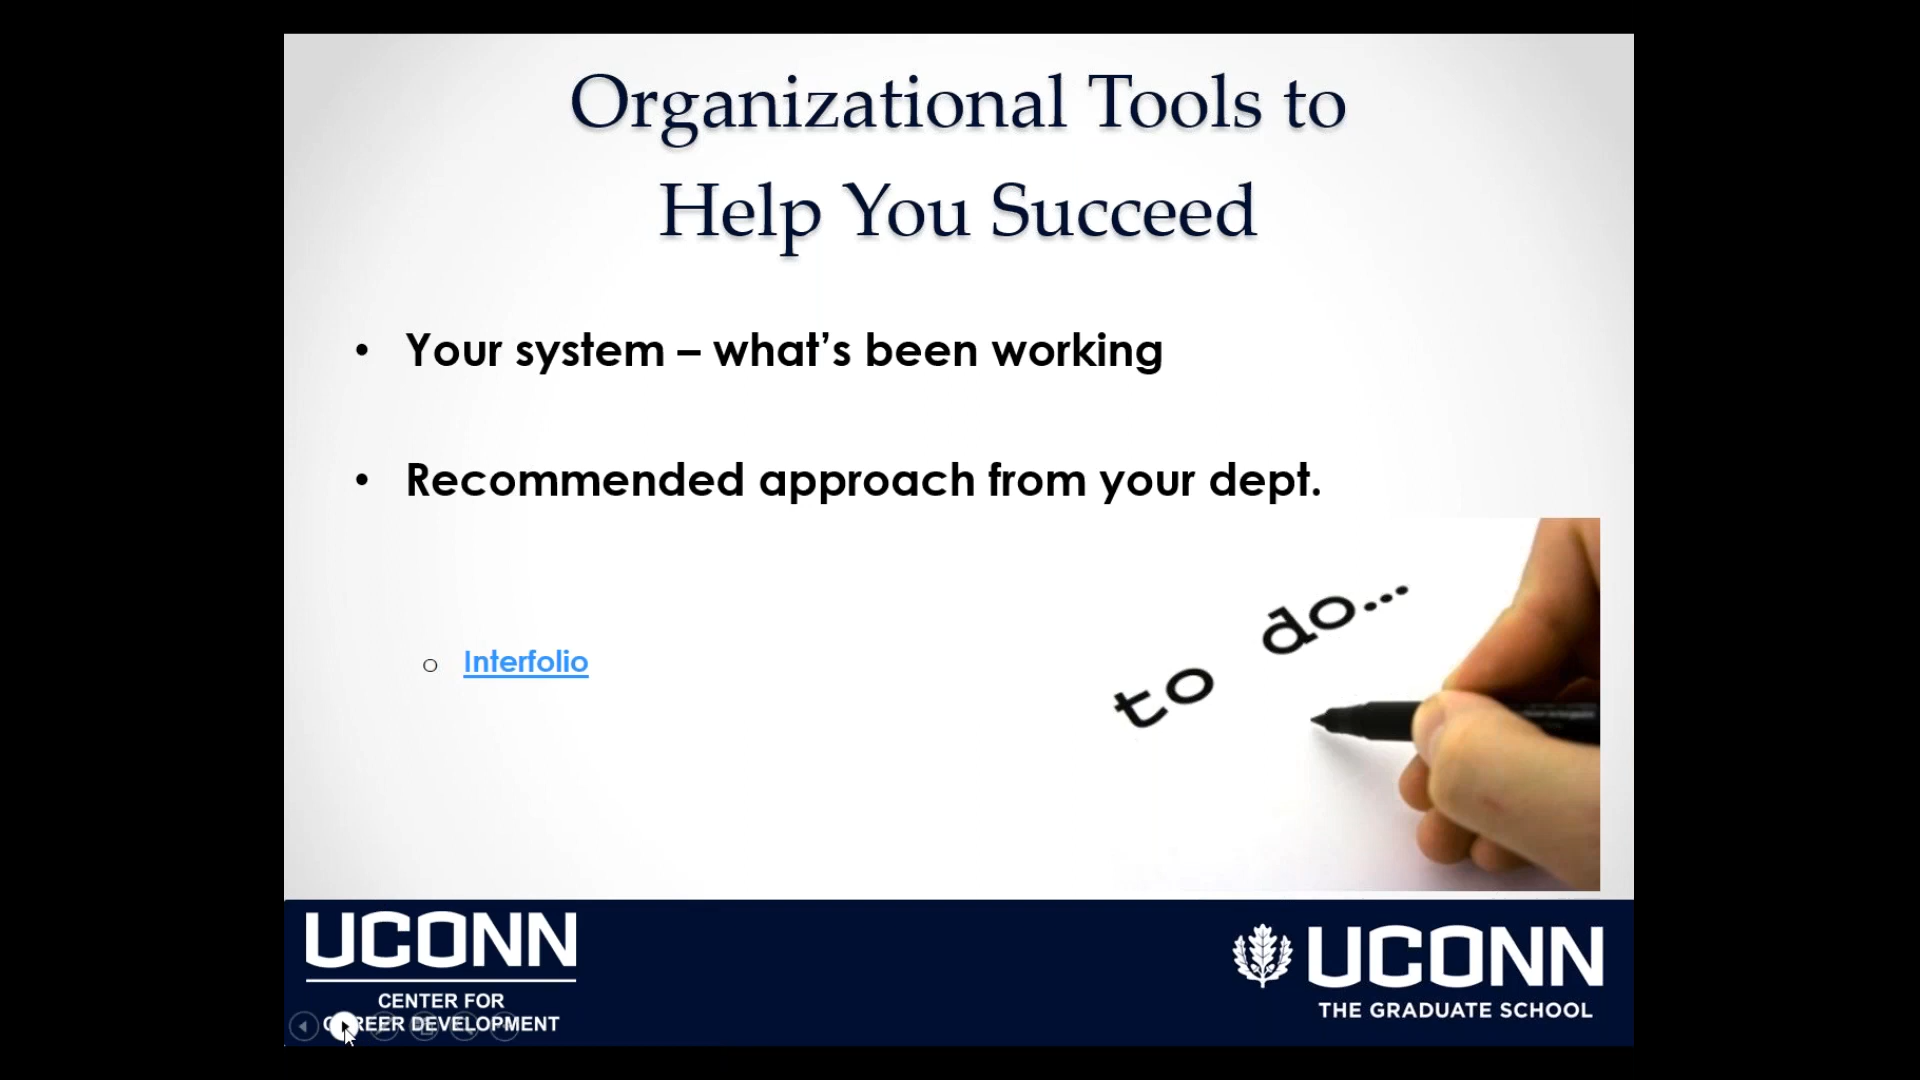 Organizational Tools to
Help You Succeed
• Your system – what's been working
• Recommended approach from your dept.
o Interfolio
to do...
UCONN
CENTER FOR
CAREER DEVELOPMENT
UCONN
THE GRADUATE SCHOOL